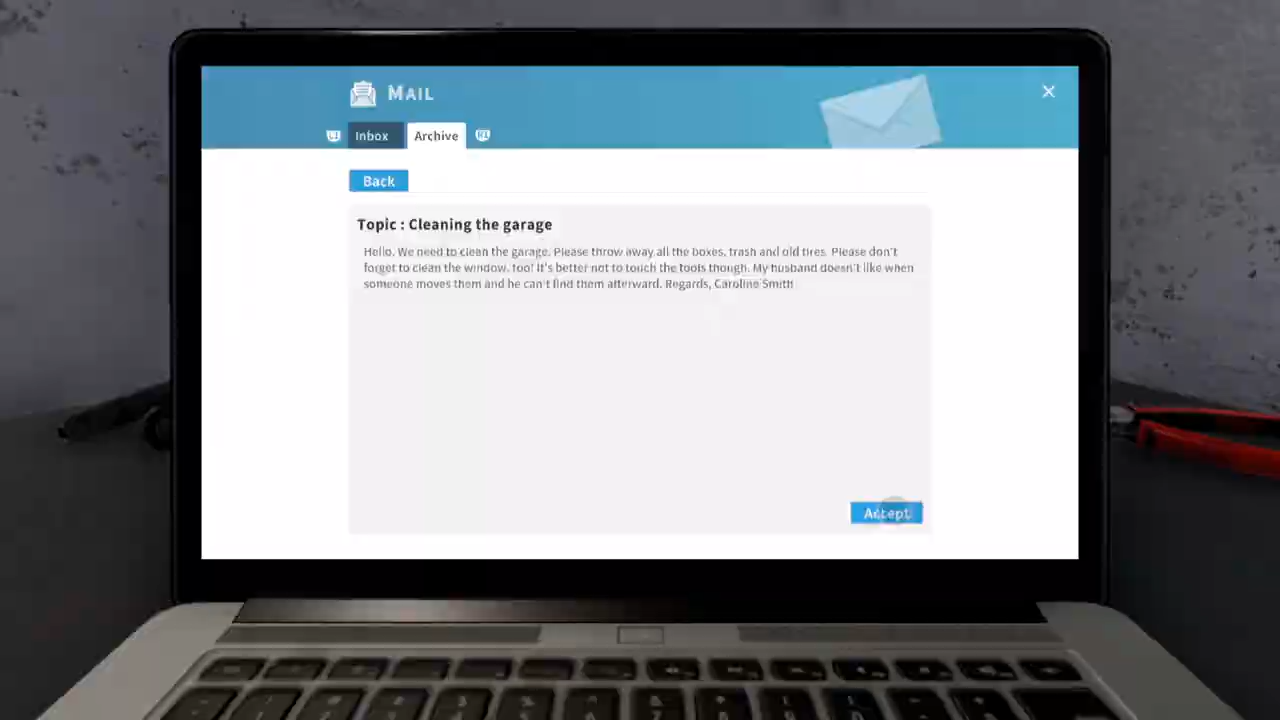 MAIL
L1 Inbox Archive R1
Back
Topic : Cleaning the garage
Hello. We need to clean the garage. Please throw away all the boxes, trash and old tires. Please don't
forget to clean the window, too! It's better not to touch the tools though. My husband doesn't like when
someone moves them and he can't find them afterward. Regards, Caroline Smith
Accept